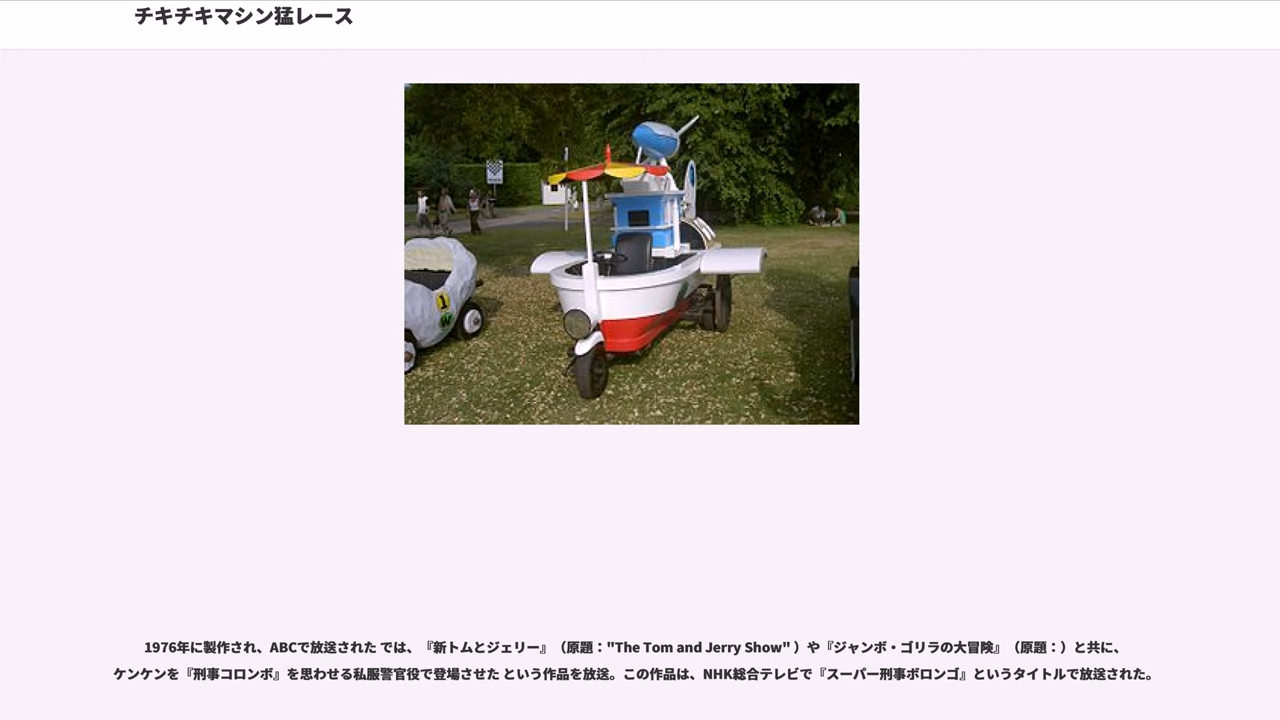 チキチキマシン猛レース
1
W
1976年に製作され、ABCで放送された では、『新トムとジェリー』（原題："The Tom and Jerry Show" ）や『ジャンボ・ゴリラの大冒険』（原題：）と共に、
ケンケンを『刑事コロンボ』を思わせる私服警官役で登場させた という作品を放送。この作品は、NHK総合テレビで『スーパー刑事ボロンゴ』というタイトルで放送された。